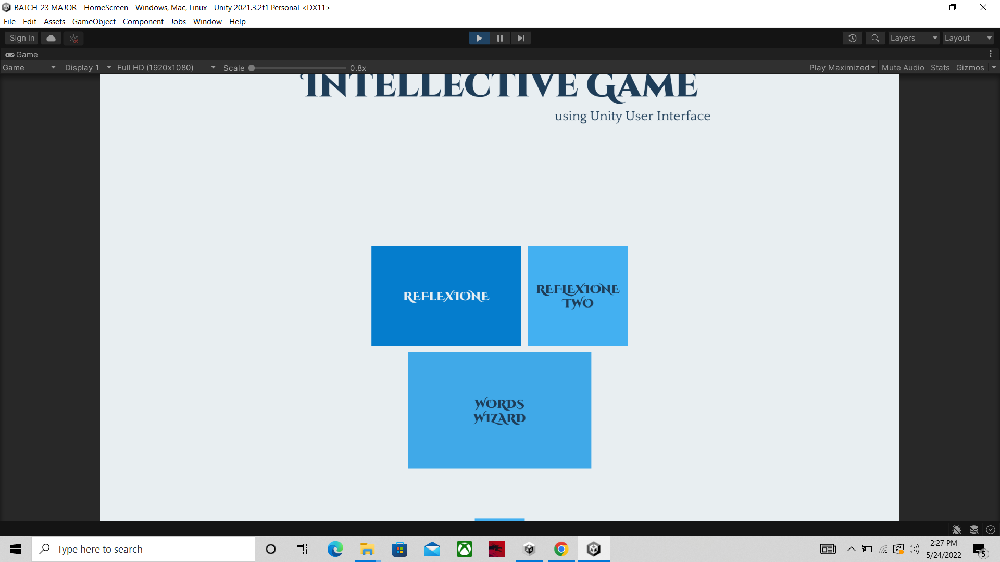 BATCH-23 MAJOR - HomeScreen - Windows, Mac, Linux - Unity 2021.3.2f1 Personal <DX11>
File Edit Assets GameObject Component Jobs Window Help
Sign in Layers Layout
Game
Game Display 1 Full HD (1920x1080) Scale 0.8x Play Maximized Mute Audio Stats Gizmos
INTELLECTIVE GAME
using Unity User Interface
REFLEXIONE
REFLEXIONE
TWO
WORDS
WIZARD
Type here to search
2:27 PM
5/24/2022
5